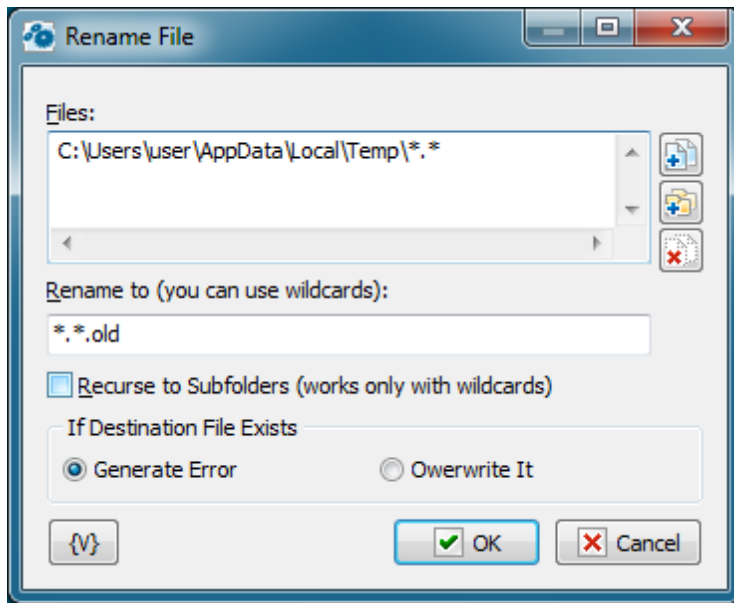 Rename File
Files:
C:\Users\user\AppData\Local\Temp\*.*
Rename to (you can use wildcards):
*.*.old
Recurse to Subfolders (works only with wildcards)
If Destination File Exists
Generate Error
Owerwrite It
{V}
OK
Cancel